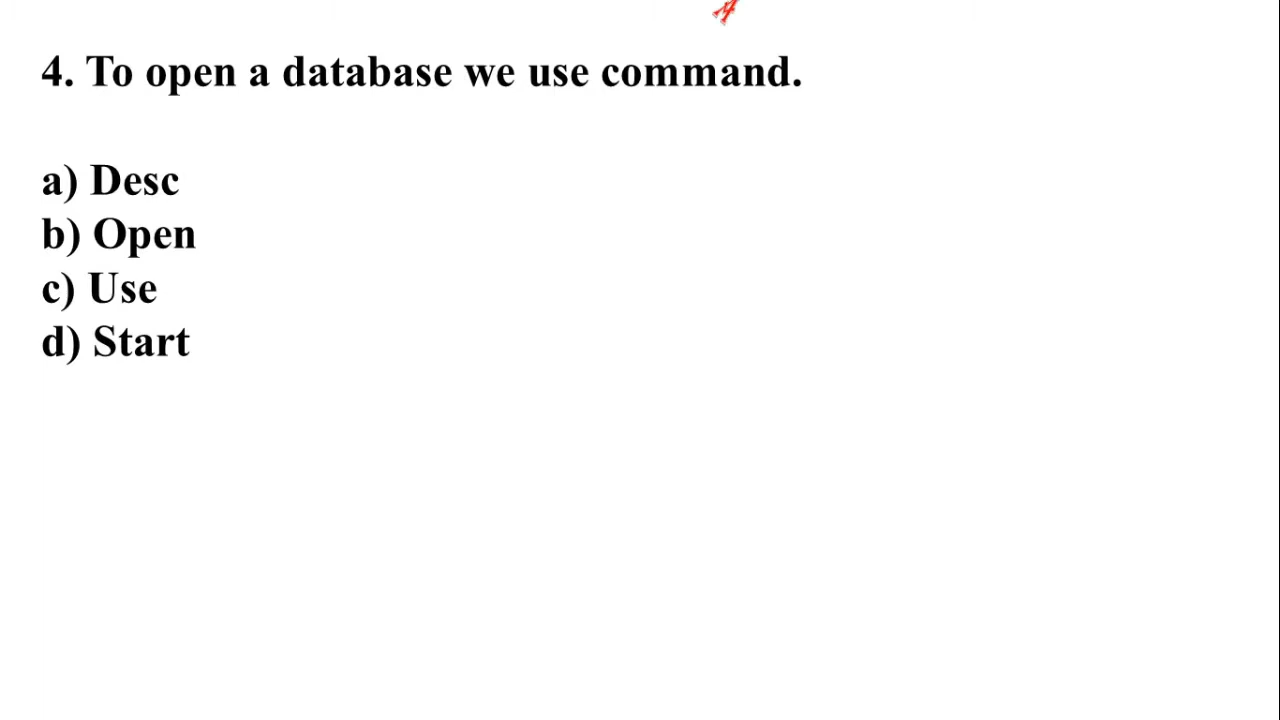 4. To open a database we use command.
a) Desc
b) Open
c) Use
d) Start